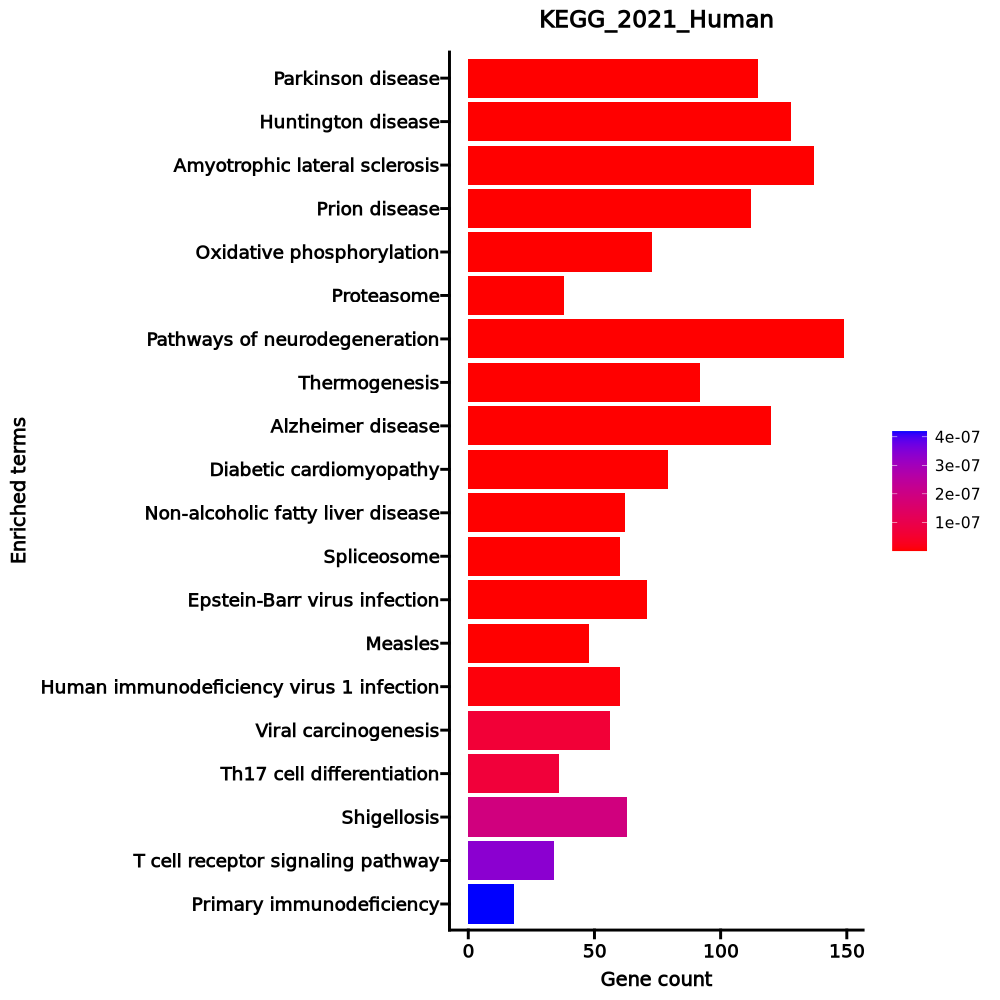 KEGG_2021_Human
Parkinson disease
Huntington disease
Amyotrophic lateral sclerosis
Prion disease
Oxidative phosphorylation
Proteasome
Pathways of neurodegeneration
Thermogenesis
Alzheimer disease
Diabetic cardiomyopathy
Non-alcoholic fatty liver disease
Spliceosome
Epstein-Barr virus infection
Measles
Human immunodeficiency virus 1 infection
Viral carcinogenesis
Th17 cell differentiation
Shigellosis
T cell receptor signaling pathway
Primary immunodeficiency
Enriched terms
0 50 100 150
Gene count
4e-07
3e-07
2e-07
1e-07